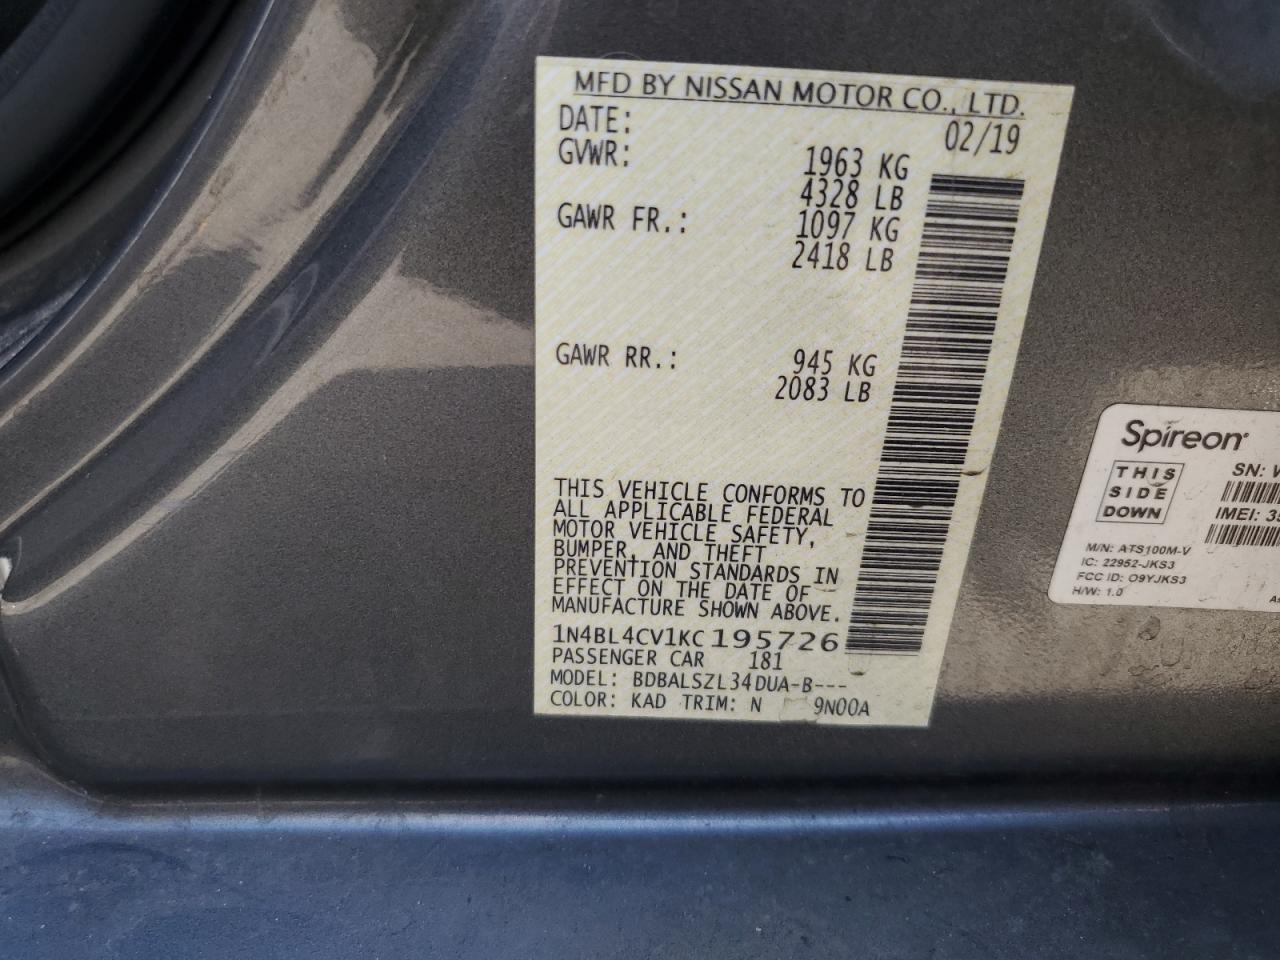 MFD BY NISSAN MOTOR CO., LTD.
DATE: 02/19
GVWR: 1963 KG
4328 LB
GAWR FR.: 1097 KG
2418 LB
GAWR RR.: 945 KG
2083 LB
THIS VEHICLE CONFORMS TO
ALL APPLICABLE FEDERAL
MOTOR VEHICLE SAFETY,
BUMPER, AND THEFT
PREVENTION STANDARDS IN
EFFECT ON THE DATE OF
MANUFACTURE SHOWN ABOVE.
1N4BL4CV1KC195726
PASSENGER CAR 181
MODEL: BDBALSZL34DUA-B---
COLOR: KAD TRIM: N 9N00A
Spireon
THIS
SIDE
DOWN
SN:
IMEI:
M/N: ATS100M-V
IC: 22952-JKS3
FCC ID: O9YJKS3
H/W: 1.0